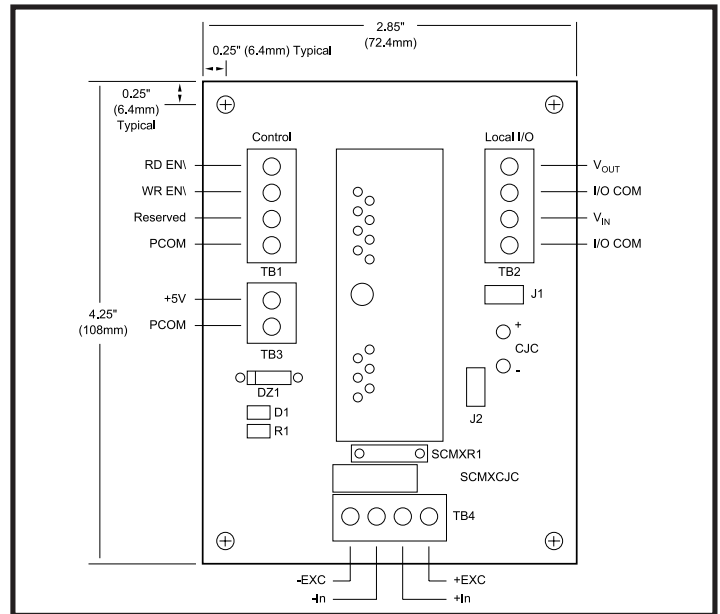 2.85"
(72.4mm)
0.25" (6.4mm) Typical
0.25"
(6.4mm)
Typical
Control
Local I/O
RD EN\
WR EN\
Reserved
PCOM
VOUT
I/O COM
VIN
I/O COM
TB1
TB2
+5V
PCOM
J1
4.25"
(108mm)
TB3
+
CJC
-
DZ1
J2
D1
R1
SCMXR1
SCMXCJC
TB4
-EXC
+EXC
-In
+In